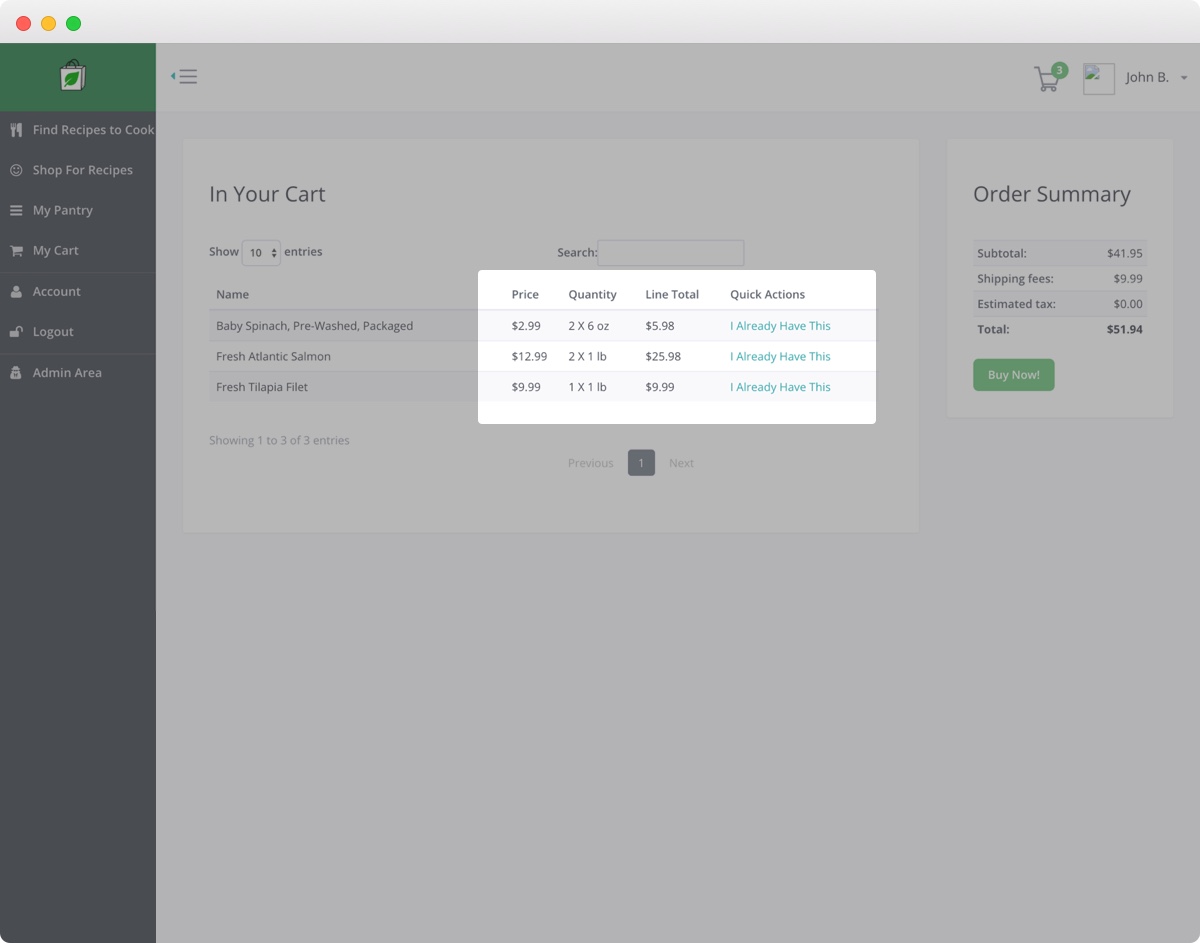 3
John B.
Find Recipes to Cook
Shop For Recipes
My Pantry
My Cart
Account
Logout
Admin Area
In Your Cart
Show 10 entries
Search:
Name Price Quantity Line Total Quick Actions
Baby Spinach, Pre-Washed, Packaged $2.99 2 X 6 oz $5.98 I Already Have This
Fresh Atlantic Salmon $12.99 2 X 1 lb $25.98 I Already Have This
Fresh Tilapia Filet $9.99 1 X 1 lb $9.99 I Already Have This
Showing 1 to 3 of 3 entries
Previous 1 Next
Order Summary
Subtotal: $41.95
Shipping fees: $9.99
Estimated tax: $0.00
Total: $51.94
Buy Now!